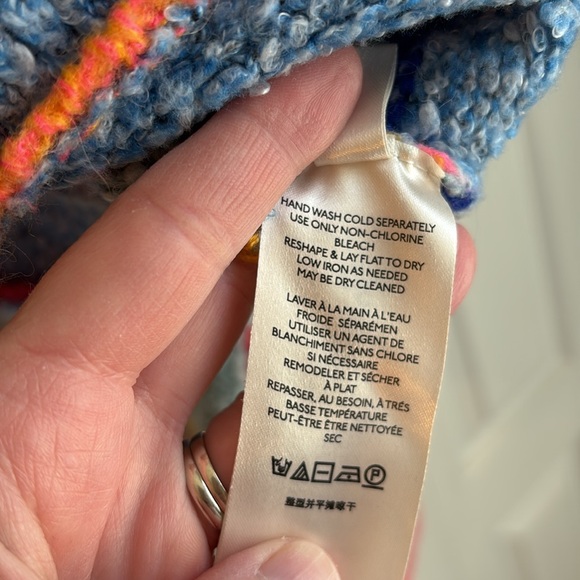 HAND WASH COLD SEPARATELY
USE ONLY NON-CHLORINE
BLEACH
RESHAPE & LAY FLAT TO DRY
LOW IRON AS NEEDED
MAY BE DRY CLEANED
LAVER À LA MAIN À L'EAU
FROIDE SÉPARÉMEN
UTILISER UN AGENT DE
BLANCHIMENT SANS CHLORE
SI NÉCESSAIRE
REMODELER ET SÉCHER
À PLAT
REPASSER, AU BESOIN, À TRÉS
BASSE TEMPÉRATURE
PEUT-ÊTRE ÊTRE NETTOYÉE
SEC
P
整型并平摊晾干